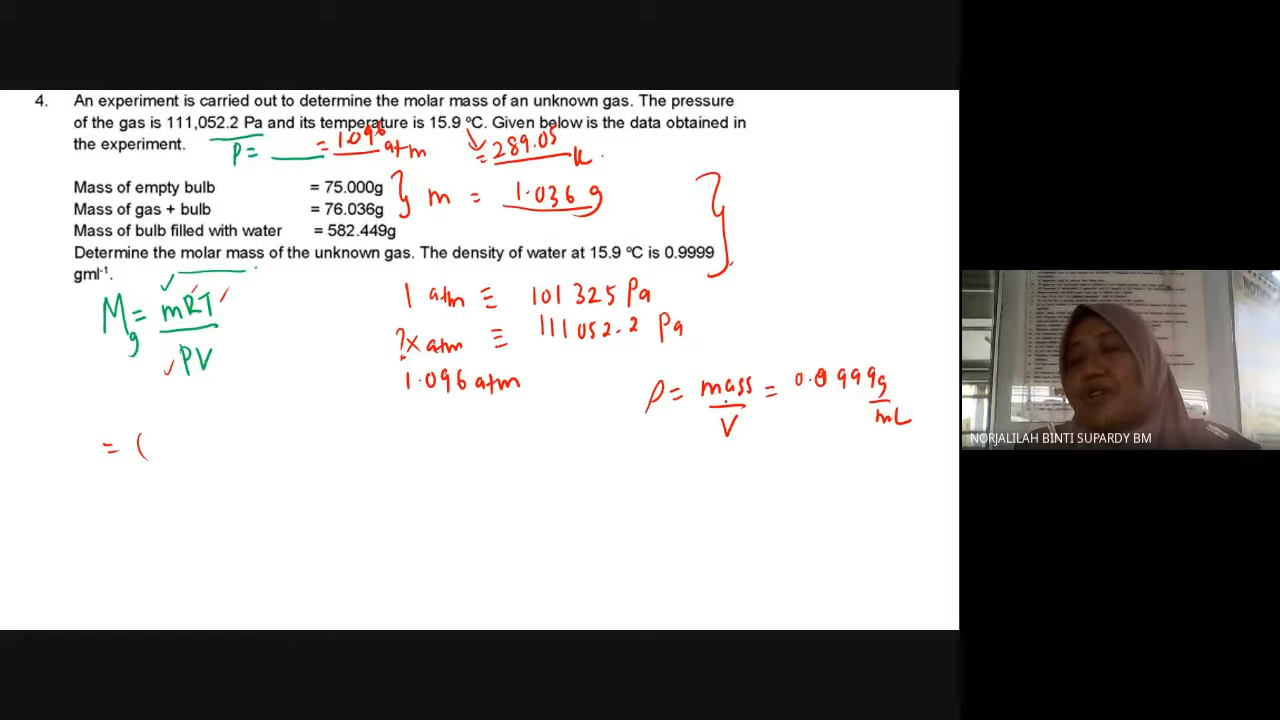 4. An experiment is carried out to determine the molar mass of an unknown gas. The pressure
of the gas is 111,052.2 Pa and its temperature is 15.9 ºC. Given below is the data obtained in
the experiment.
P= = 1.096 atm
= 289.05 K
Mass of empty bulb = 75.000g
Mass of gas + bulb = 76.036g
m = 1.036 g
Mass of bulb filled with water = 582.449g
Determine the molar mass of the unknown gas. The density of water at 15.9 ºC is 0.9999
gml-1.
Mg = mRT
PV
1 atm ≡ 101 325 Pa
?x atm ≡ 111 052.2 Pa
1.096 atm
ρ = mass = 0.9999 g
V mL
= (
NORJALILAH BINTI SUPARDY BM